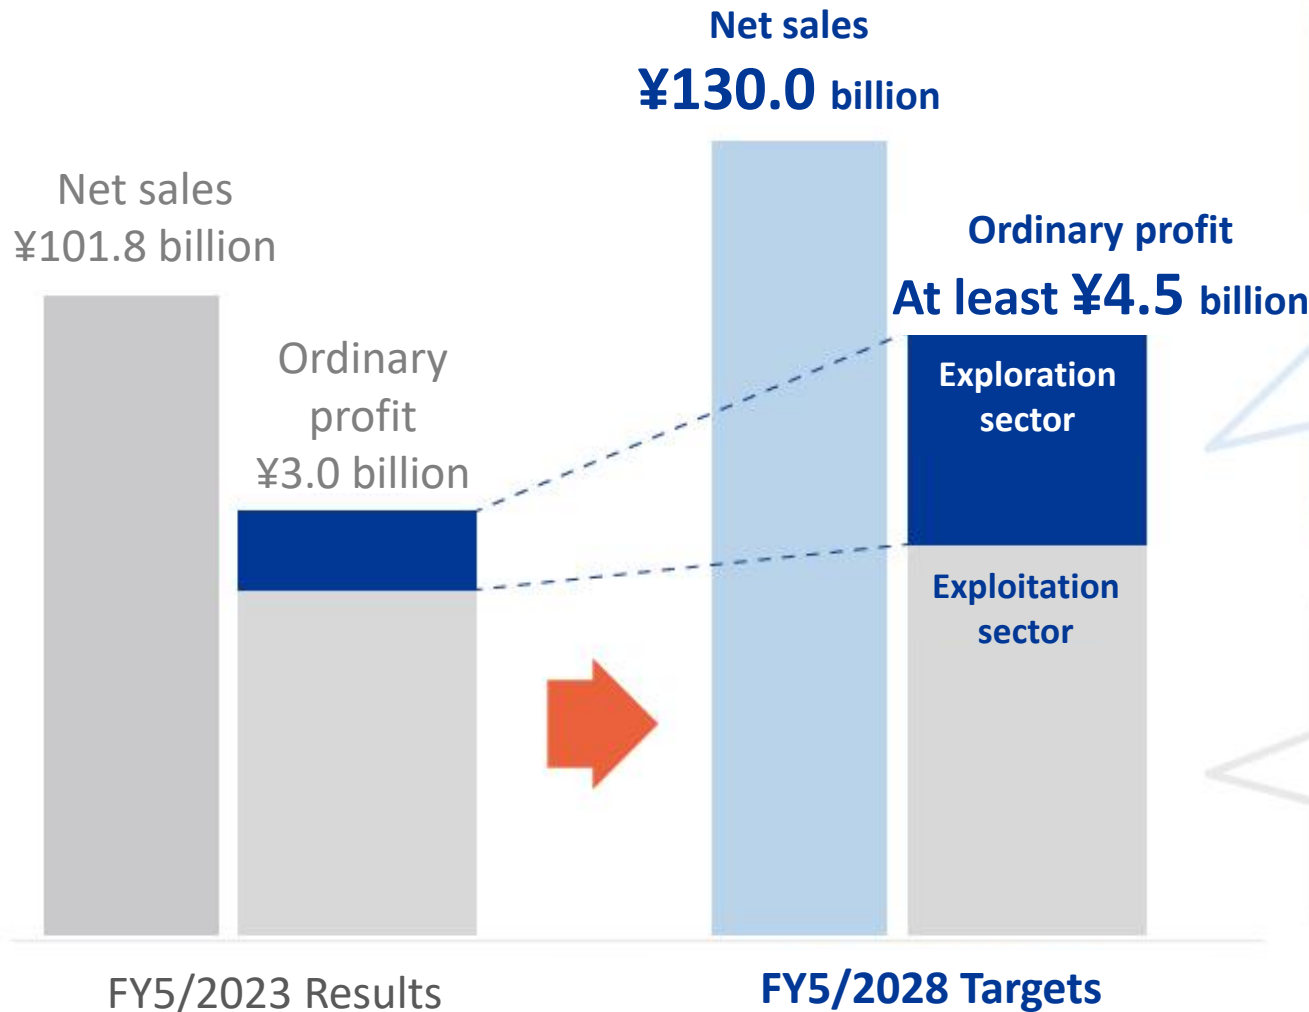 Net sales
¥101.8 billion
Ordinary
profit
¥3.0 billion
FY5/2023 Results
Net sales
¥130.0 billion
Ordinary profit
At least ¥4.5 billion
Exploration
sector
Exploitation
sector
FY5/2028 Targets